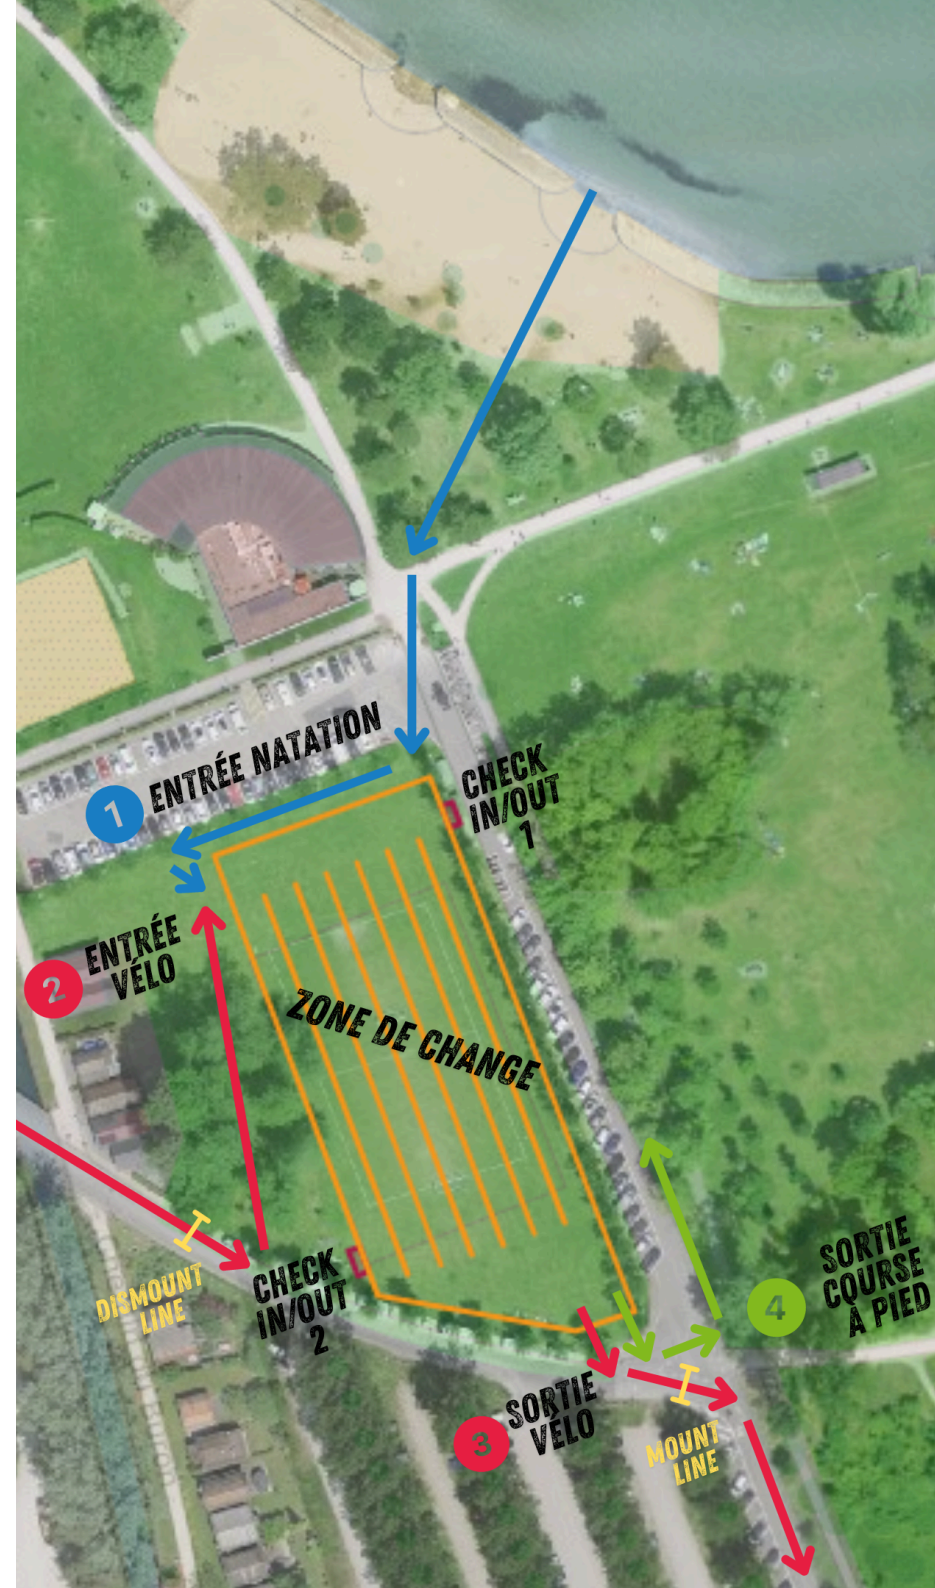 ENTRÉE NATATION
1
CHECK
IN/OUT
1
ENTRÉE
VÉLO
2
ZONE DE CHANGE
DISMOUNT
LINE
CHECK
IN/OUT
2
SORTIE
COURSE
À PIED
4
SORTIE
VÉLO
3
MOUNT
LINE